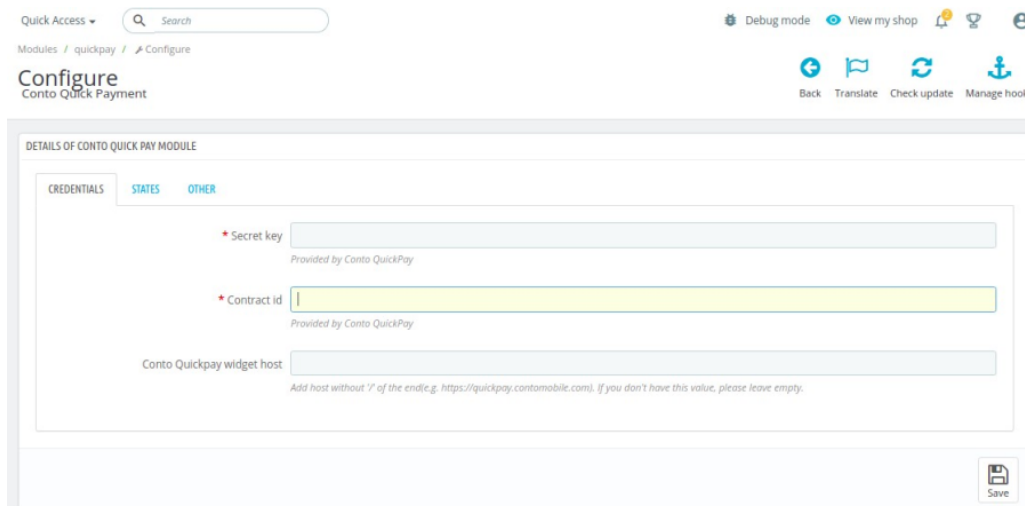 Quick Access
Search
Debug mode
View my shop
2
Modules / quickpay / Configure
Configure
Conto Quick Payment
Back
Translate
Check update
Manage hook
DETAILS OF CONTO QUICK PAY MODULE
CREDENTIALS
STATES
OTHER
* Secret key
Provided by Conto QuickPay
* Contract id
Provided by Conto QuickPay
Conto Quickpay widget host
Add host without '/' of the end(e.g. https://quickpay.contomobile.com). If you don't have this value, please leave empty.
Save